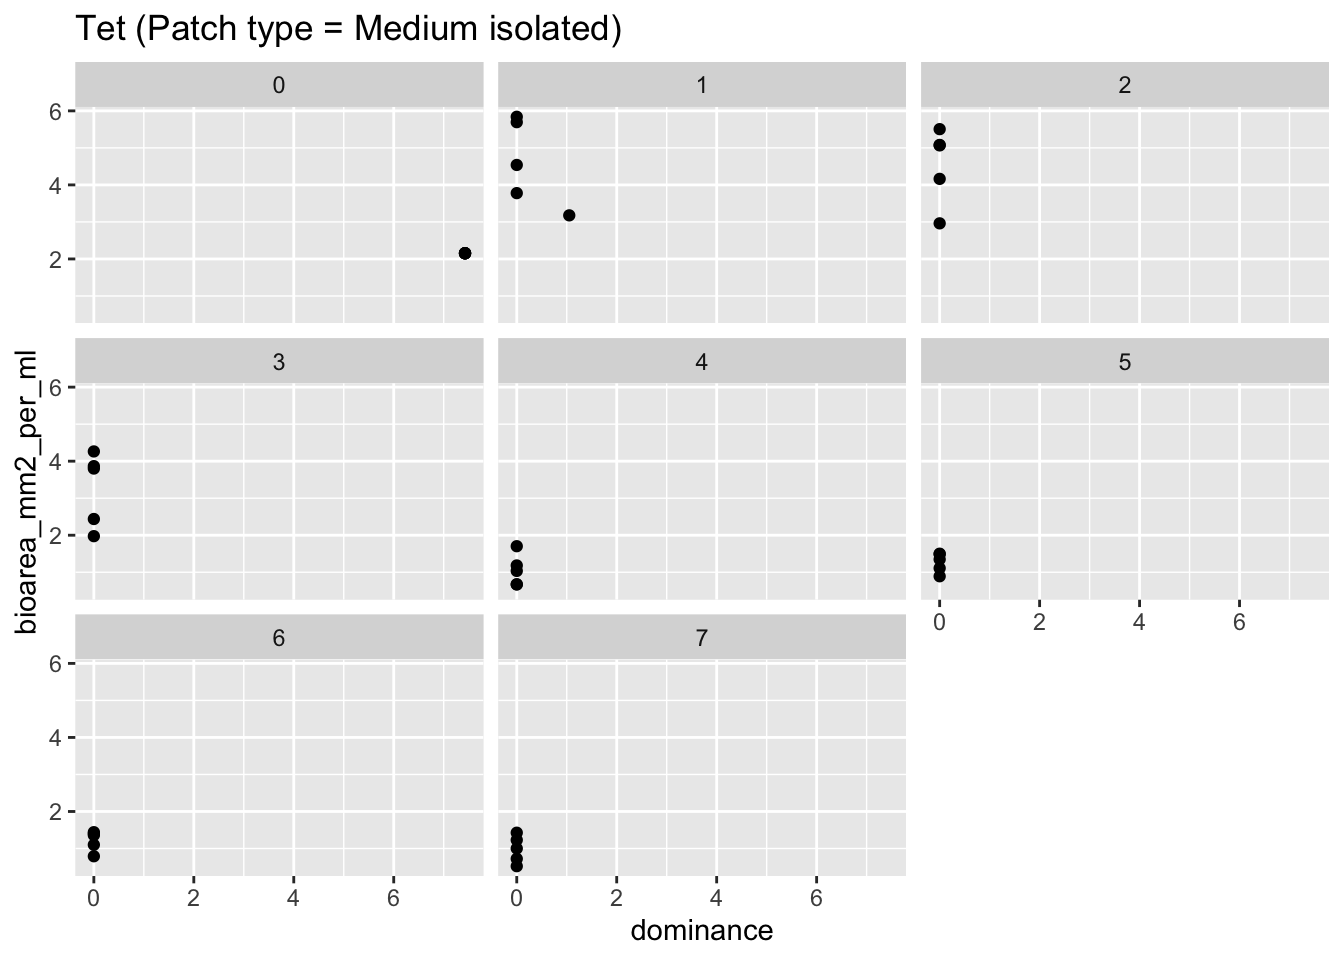 Tet (Patch type = Medium isolated)
0 1 2
6
4
2
3 4 5
6
4
2
0 2 4 6
6 7
6
4
2
0 2 4 6 0 2 4 6
dominance
bioarea_mm2_per_ml